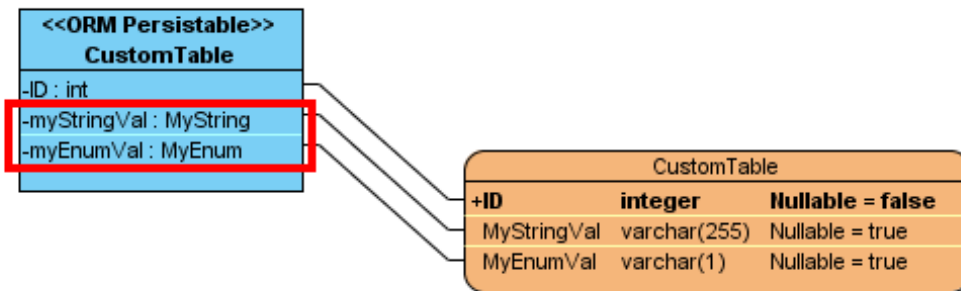 <<ORM Persistable>>
CustomTable
-ID : int
-myStringVal : MyString
-myEnumVal : MyEnum
CustomTable
+ID integer Nullable = false
MyStringVal varchar(255) Nullable = true
MyEnumVal varchar(1) Nullable = true